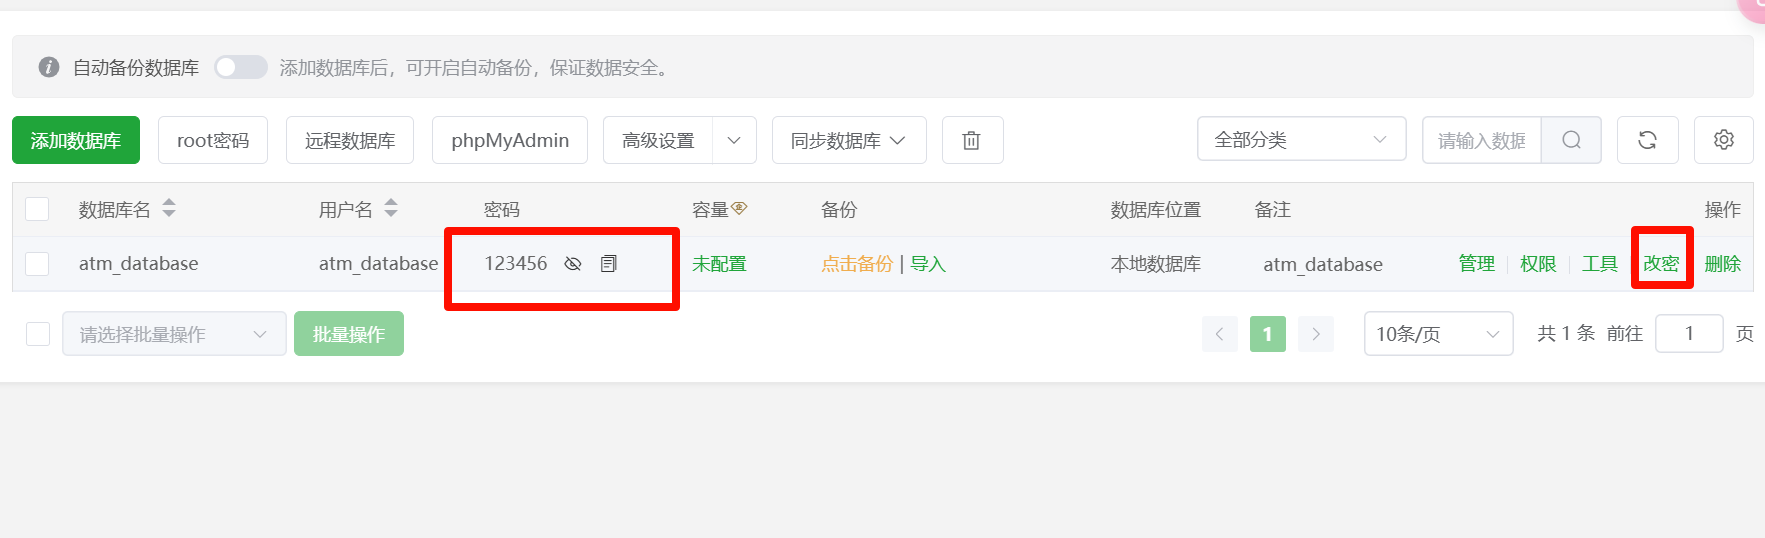 自动备份数据库 添加数据库后，可开启自动备份，保证数据安全。
添加数据库 root密码 远程数据库 phpMyAdmin 高级设置 同步数据库 全部分类 请输入数据
数据库名 用户名 密码 容量 备份 数据库位置 备注 操作
atm_database atm_database 123456 未配置 点击备份 | 导入 本地数据库 atm_database 管理 权限 工具 改密 删除
请选择批量操作 批量操作 1 10条/页 共 1 条 前往 1 页